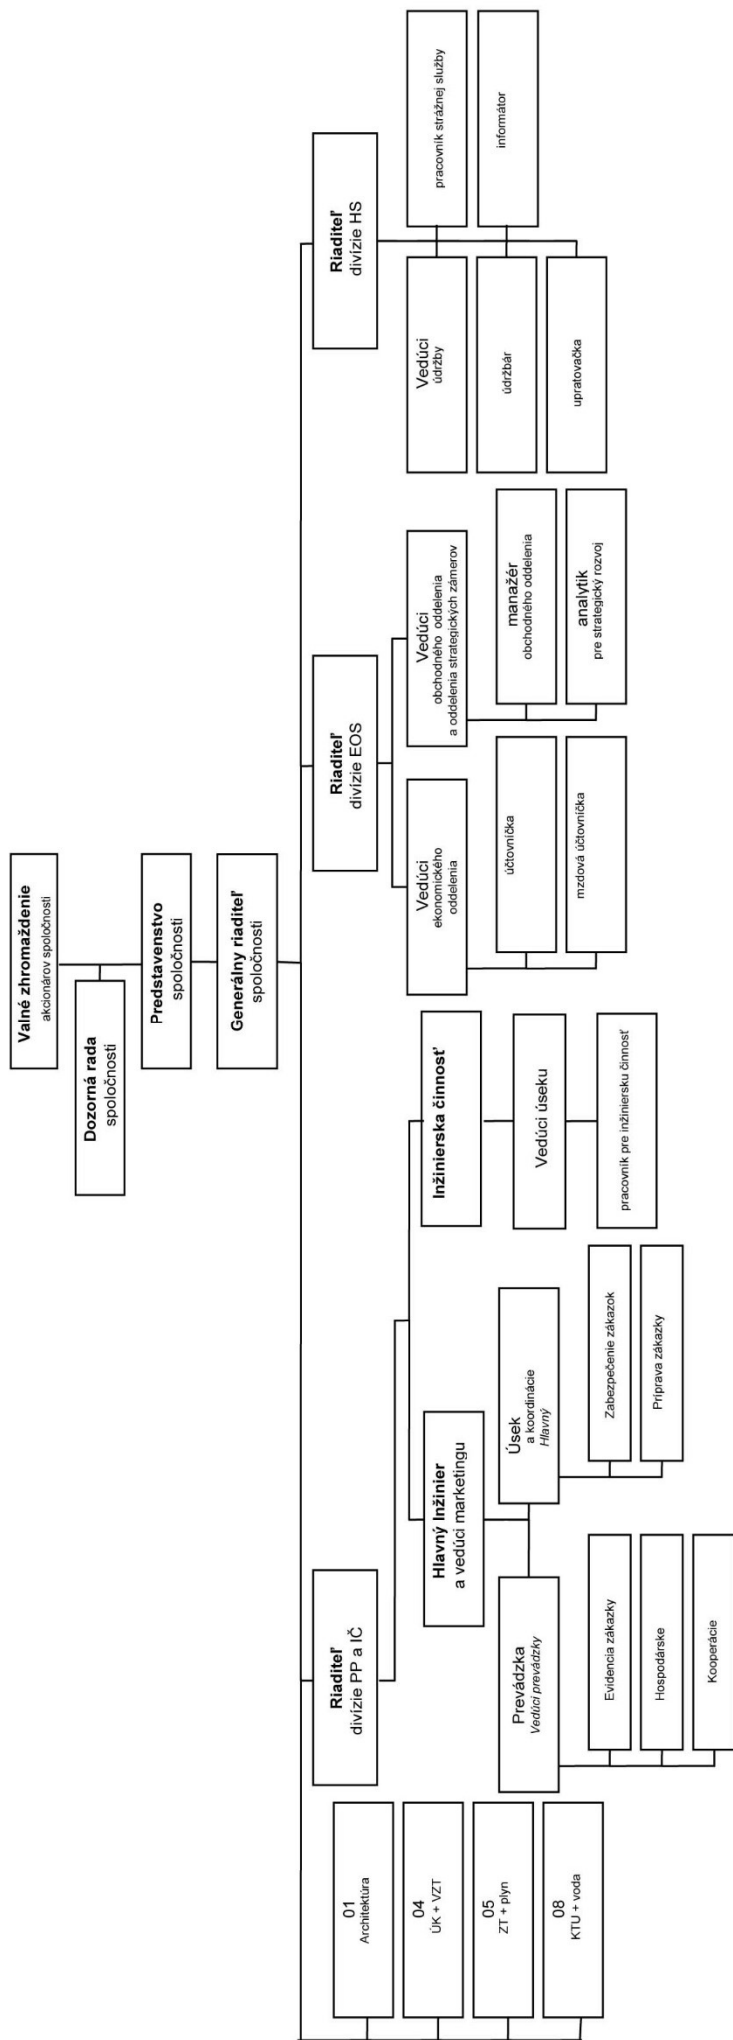 Valné zhromaždenie
akcionárov spoločnosti
Dozorná rada
spoločnosti
Predstavenstvo
spoločnosti
Generálny riaditeľ
spoločnosti
Riaditeľ
divízie PP a IČ
Riaditeľ
divízie EOS
Riaditeľ
divízie HS
01
Architektúra
04
ÚK + VZT
05
ZT + plyn
08
KTU + voda
Hlavný Inžinier
a vedúci marketingu
Inžinierska činnosť
Prevádzka
Vedúci prevádzky
Úsek
a koordinácie
Hlavný
Vedúci úseku
Evidencia zákazky
Hospodárske
Kooperácie
Zabezpečenie zákazok
Príprava zákazky
pracovník pre inžiniersku činnosť
Vedúci
ekonomického
oddelenia
účtovníčka
mzdová účtovníčka
Vedúci
obchodného oddelenia
a oddelenia strategických zámerov
manažér
obchodného oddelenia
analytik
pre strategický rozvoj
Vedúci
údržby
údržbár
upratovačka
pracovník strážnej služby
informátor